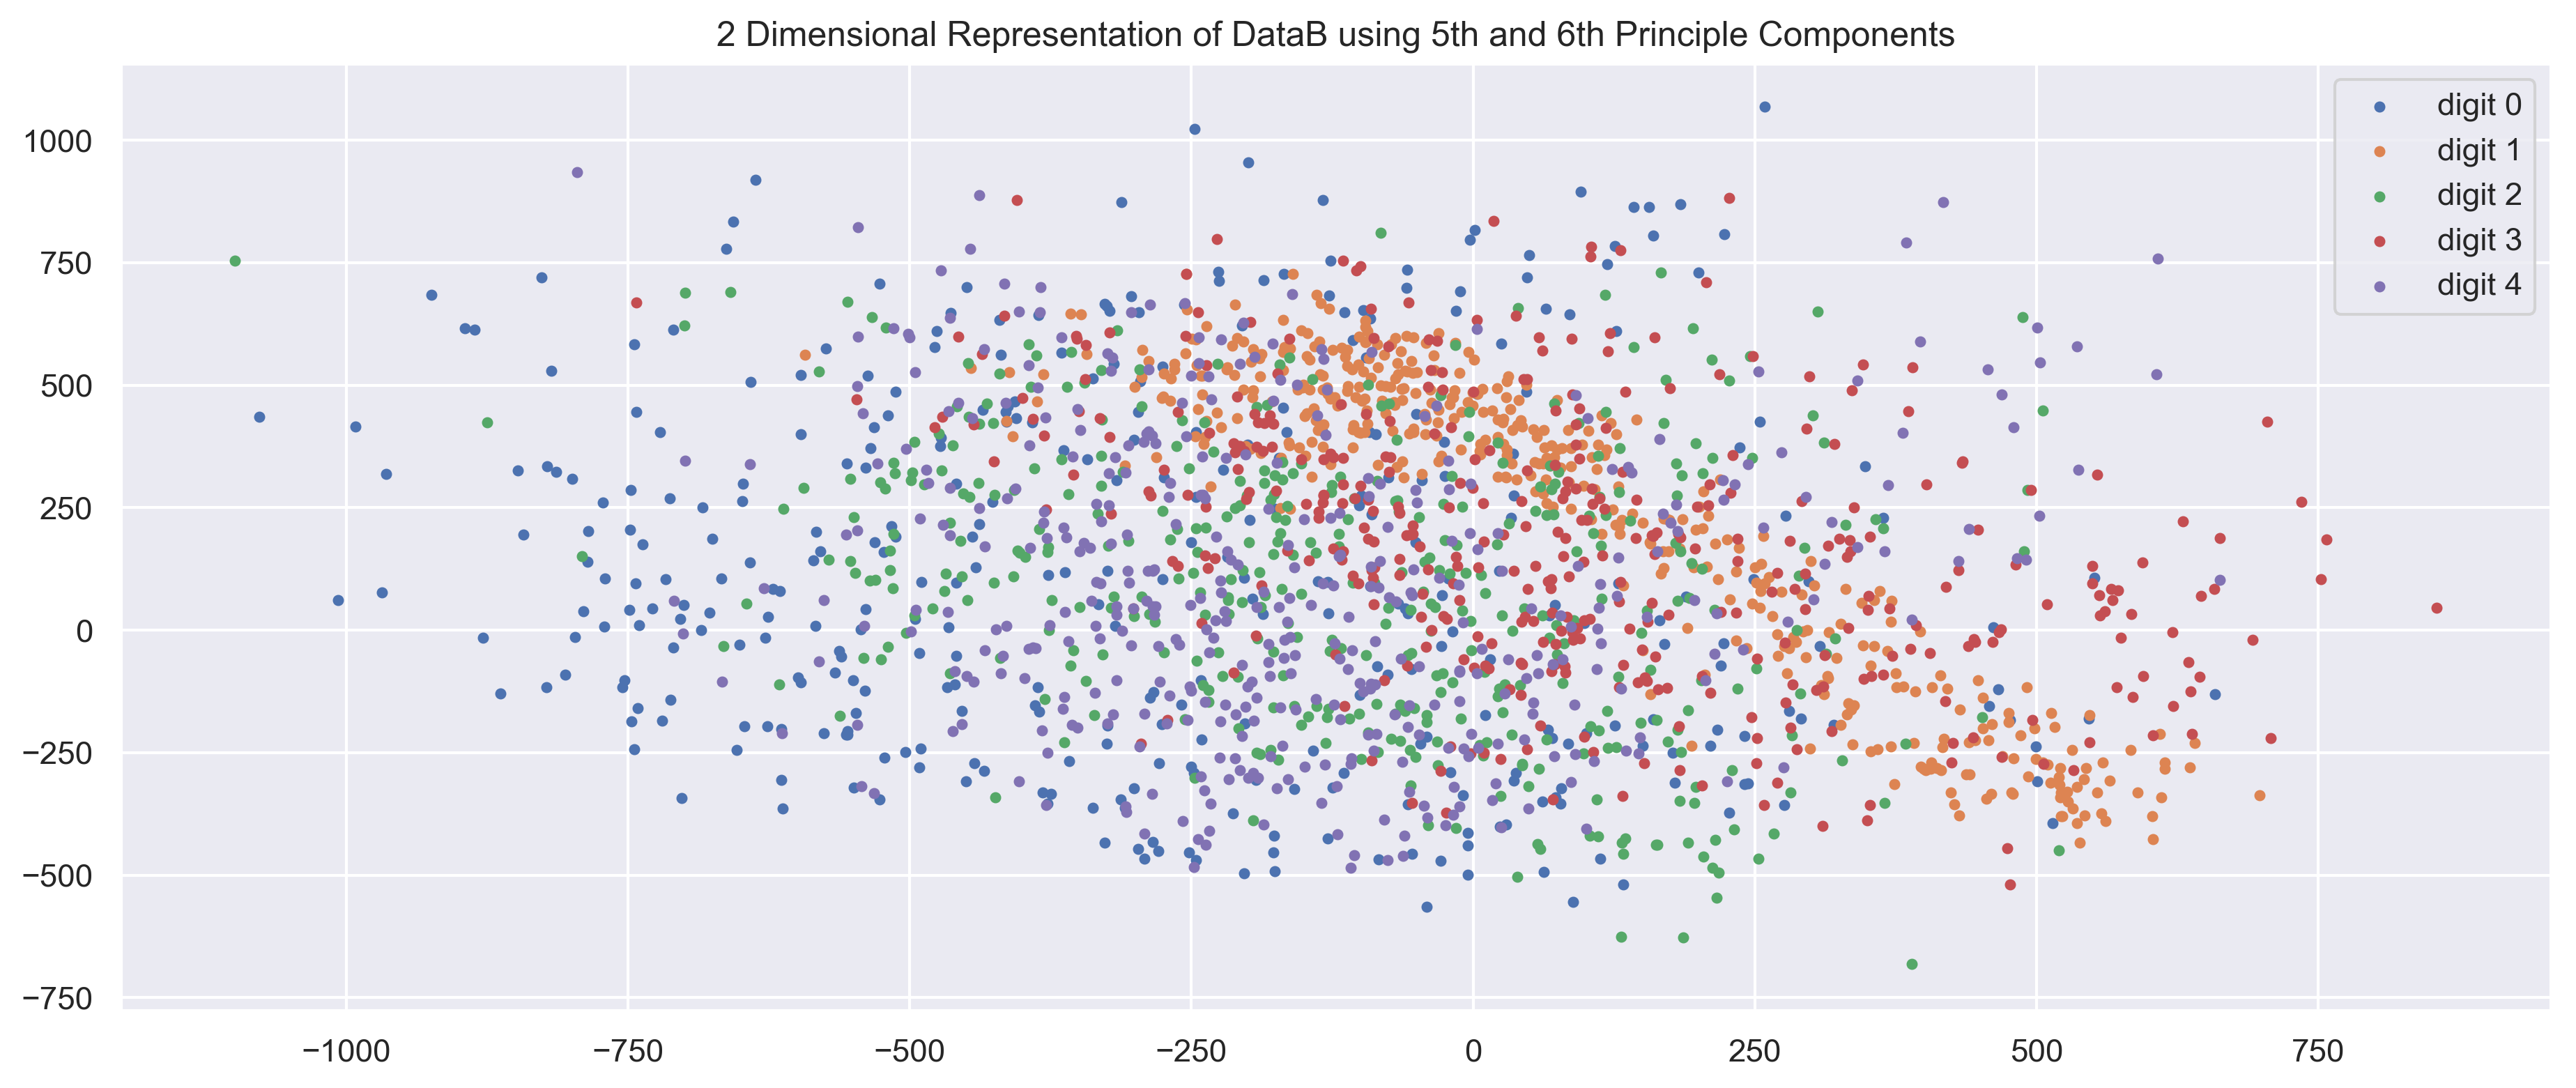 2 Dimensional Representation of DataB using 5th and 6th Principle Components
digit 0
digit 1
digit 2
digit 3
digit 4
1000
750
500
250
0
−250
−500
−750
−1000
−750
−500
−250
0
250
500
750